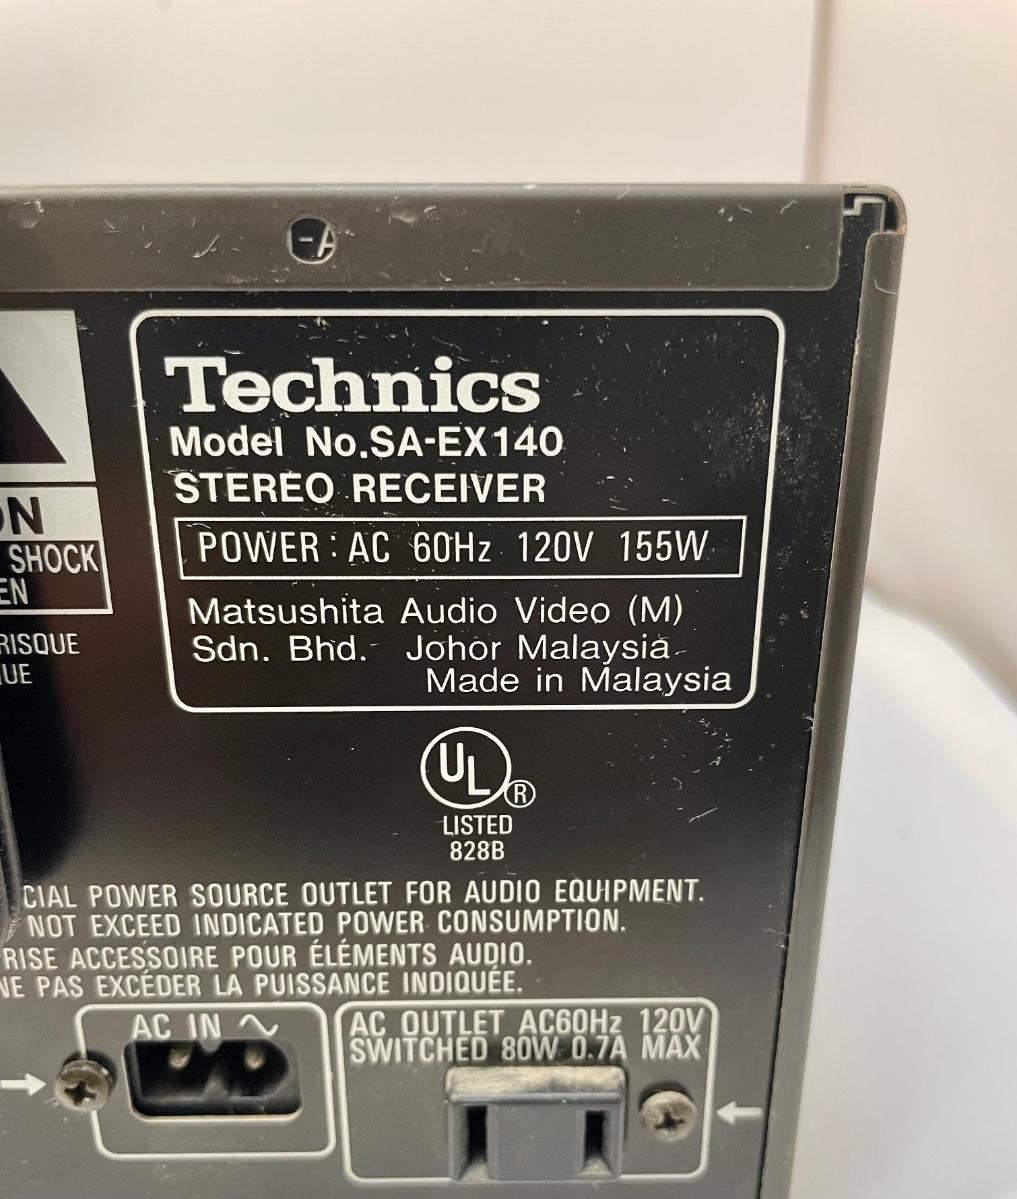 -A
Technics
Model No.SA-EX140
STEREO RECEIVER
POWER : AC 60Hz 120V 155W
Matsushita Audio Video (M)
Sdn. Bhd. Johor Malaysia
Made in Malaysia
ON
SHOCK
EN
RISQUE
UE
UL
®
LISTED
828B
CIAL POWER SOURCE OUTLET FOR AUDIO EQUIPMENT.
NOT EXCEED INDICATED POWER CONSUMPTION.
PRISE ACCESSOIRE POUR ÉLÉMENTS AUDIO.
NE PAS EXCÉDER LA PUISSANCE INDIQUÉE.
AC IN ~
AC OUTLET AC60Hz 120V
SWITCHED 80W 0.7A MAX